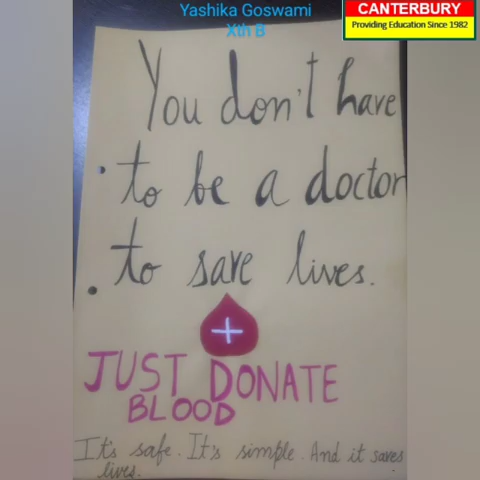 Yashika Goswami
Xth B
CANTERBURY
Providing Education Since 1982
You don't have
to be a doctor
to save lives.
JUST DONATE
BLOOD
It's safe. It's simple. And it saves
lives.